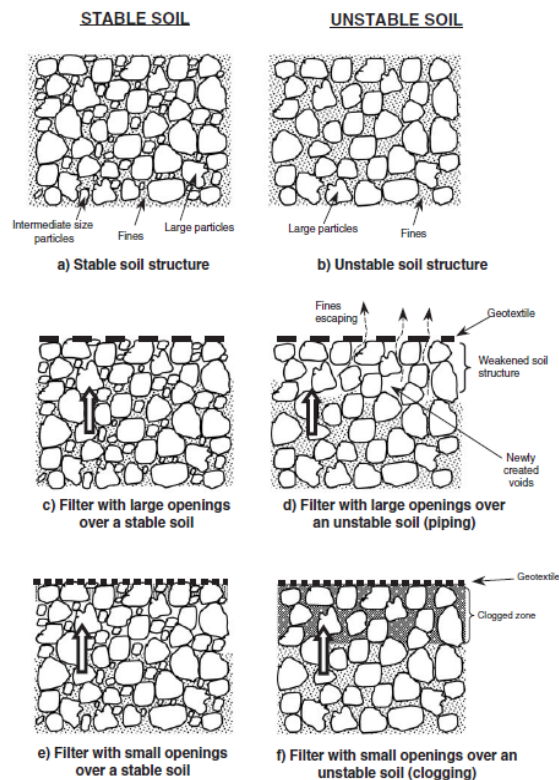 STABLE SOIL
UNSTABLE SOIL
Intermediate size
particles
Fines
Large particles
Large particles
Fines
a) Stable soil structure
b) Unstable soil structure
Fines
escaping
Geotextile
Weakened soil
structure
Newly
created
voids
c) Filter with large openings
over a stable soil
d) Filter with large openings over
an unstable soil (piping)
Geotextile
Clogged zone
e) Filter with small openings
over a stable soil
f) Filter with small openings over an
unstable soil (clogging)